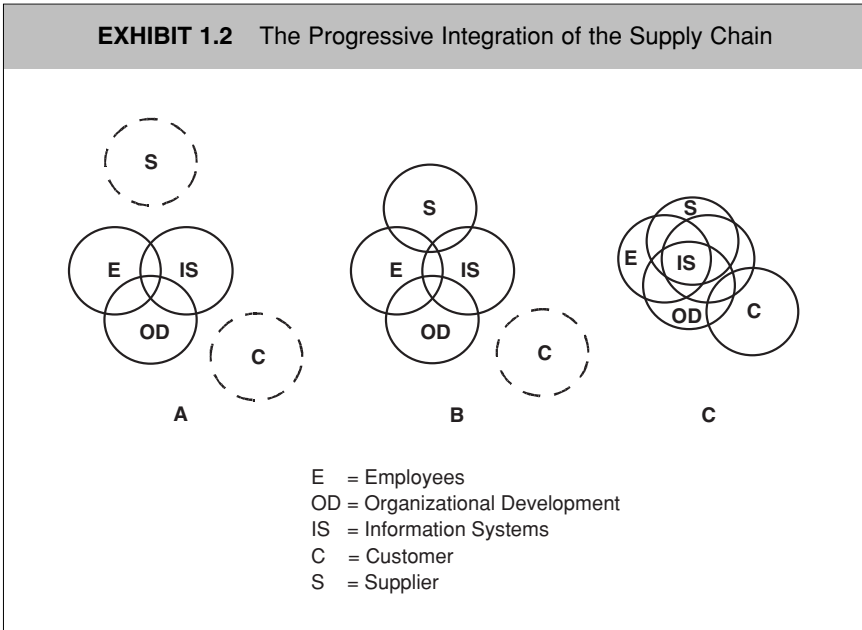 EXHIBIT 1.2 The Progressive Integration of the Supply Chain
S
E IS
OD
C
A
S
E IS
OD
C
B
S
E IS
OD C
C
E = Employees
OD = Organizational Development
IS = Information Systems
C = Customer
S = Supplier